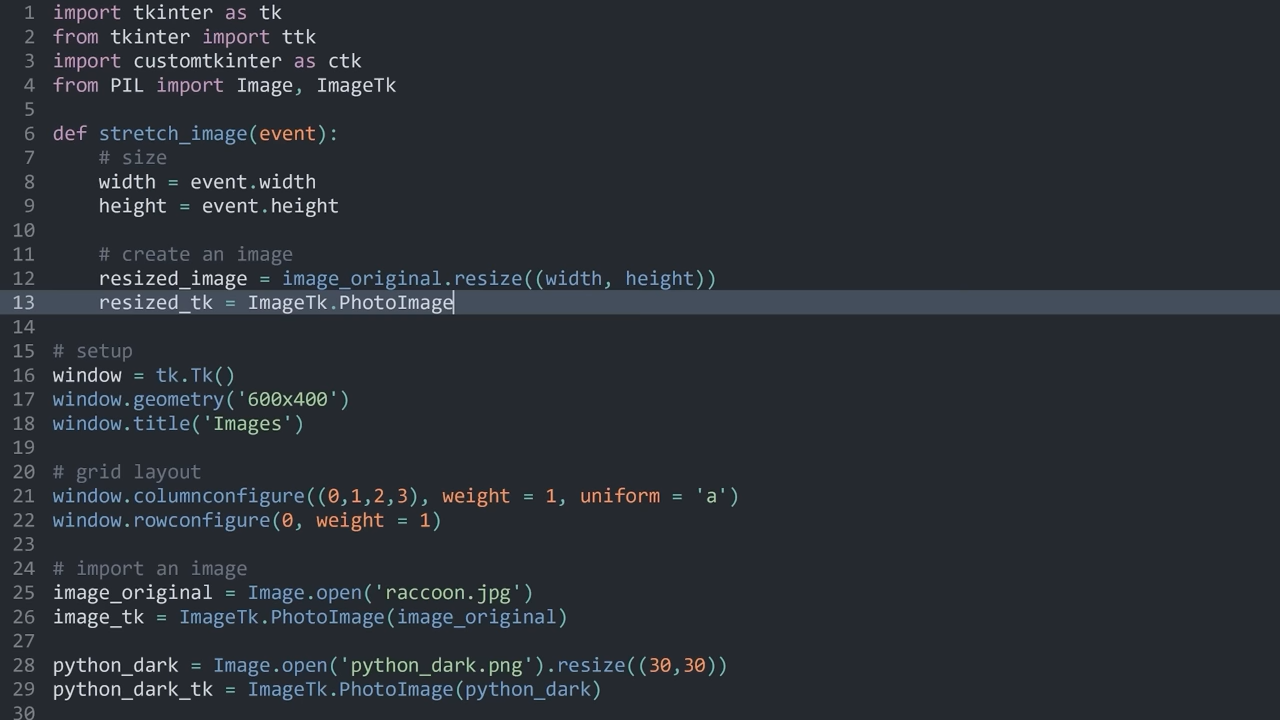 1 import tkinter as tk
2 from tkinter import ttk
3 import customtkinter as ctk
4 from PIL import Image, ImageTk
5
6 def stretch_image(event):
7     # size
8     width = event.width
9     height = event.height
10
11     # create an image
12     resized_image = image_original.resize((width, height))
13     resized_tk = ImageTk.PhotoImage
14
15 # setup
16 window = tk.Tk()
17 window.geometry('600x400')
18 window.title('Images')
19
20 # grid layout
21 window.columnconfigure((0,1,2,3), weight = 1, uniform = 'a')
22 window.rowconfigure(0, weight = 1)
23
24 # import an image
25 image_original = Image.open('raccoon.jpg')
26 image_tk = ImageTk.PhotoImage(image_original)
27
28 python_dark = Image.open('python_dark.png').resize((30,30))
29 python_dark_tk = ImageTk.PhotoImage(python_dark)
30